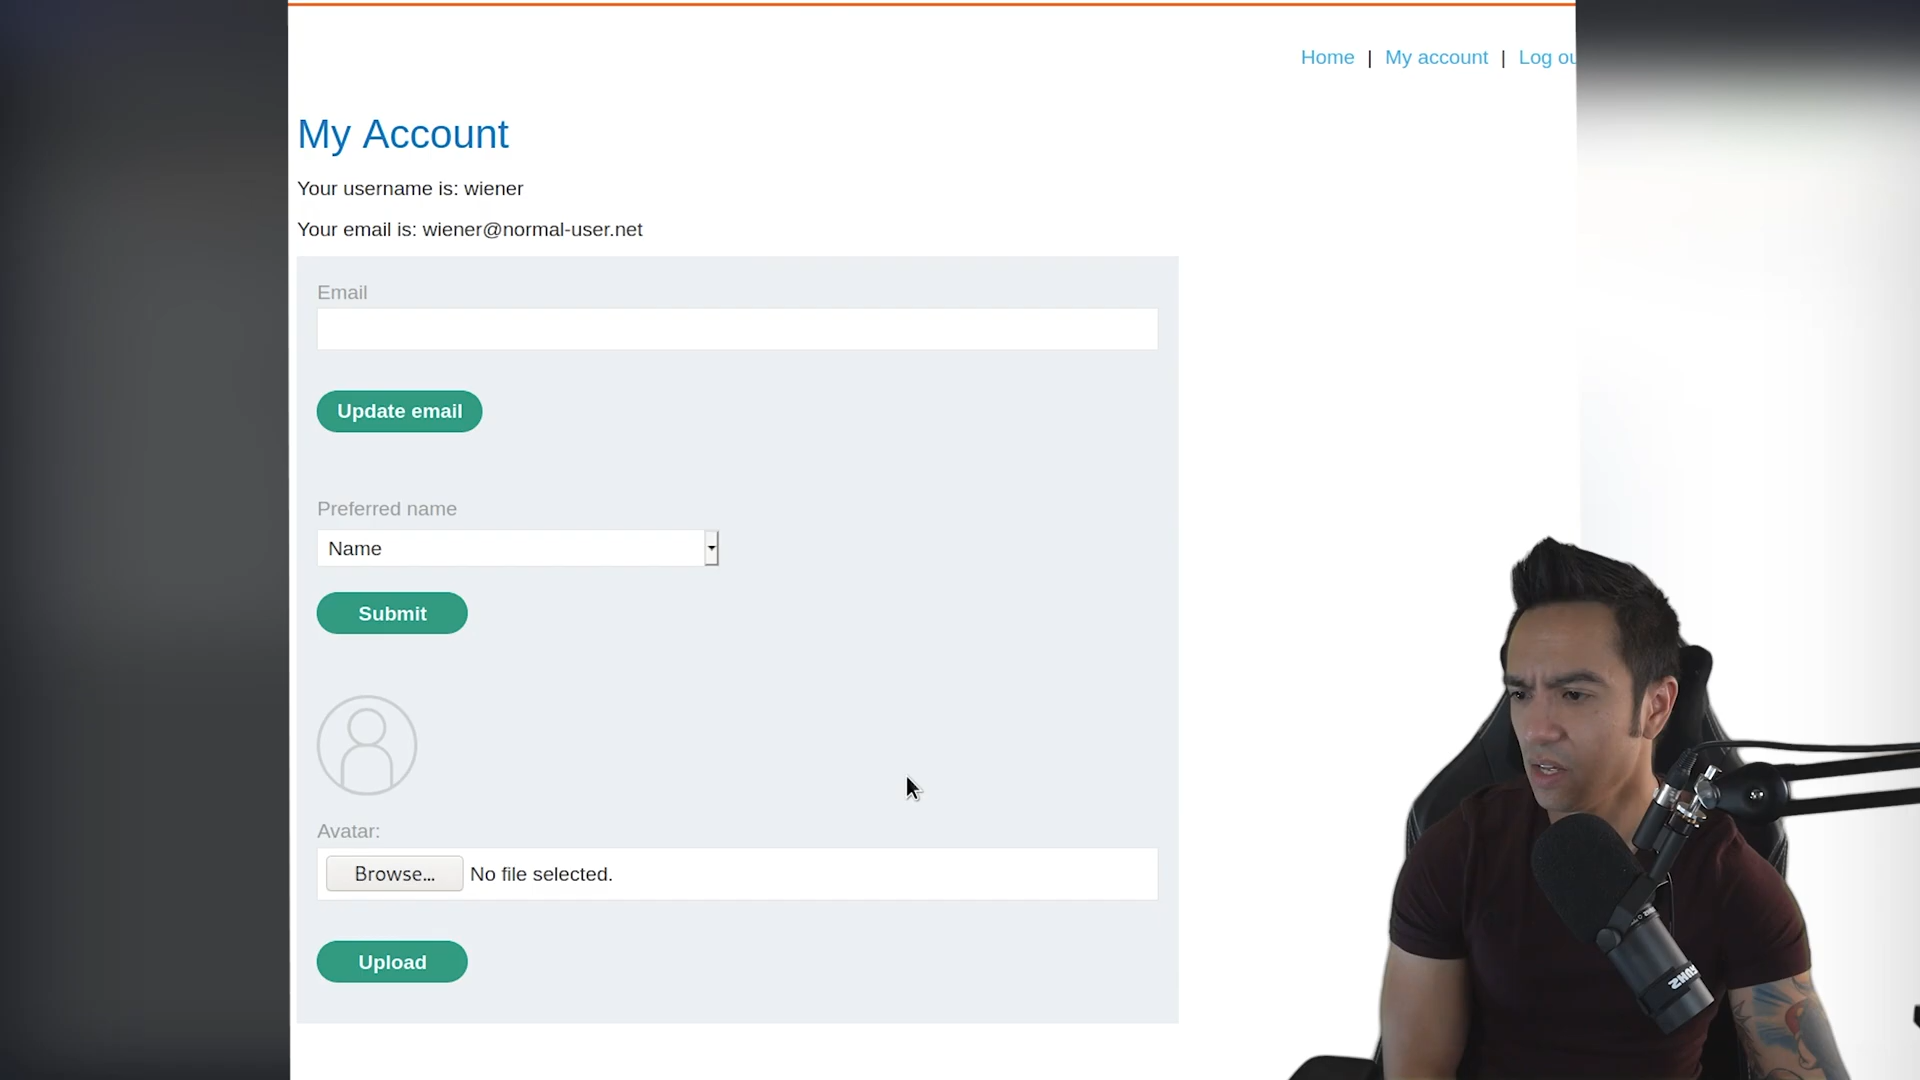 Home | My account | Log ou
My Account
Your username is: wiener
Your email is: wiener@normal-user.net
Email
Update email
Preferred name
Name
Submit
Avatar:
Browse... No file selected.
Upload
SHURE